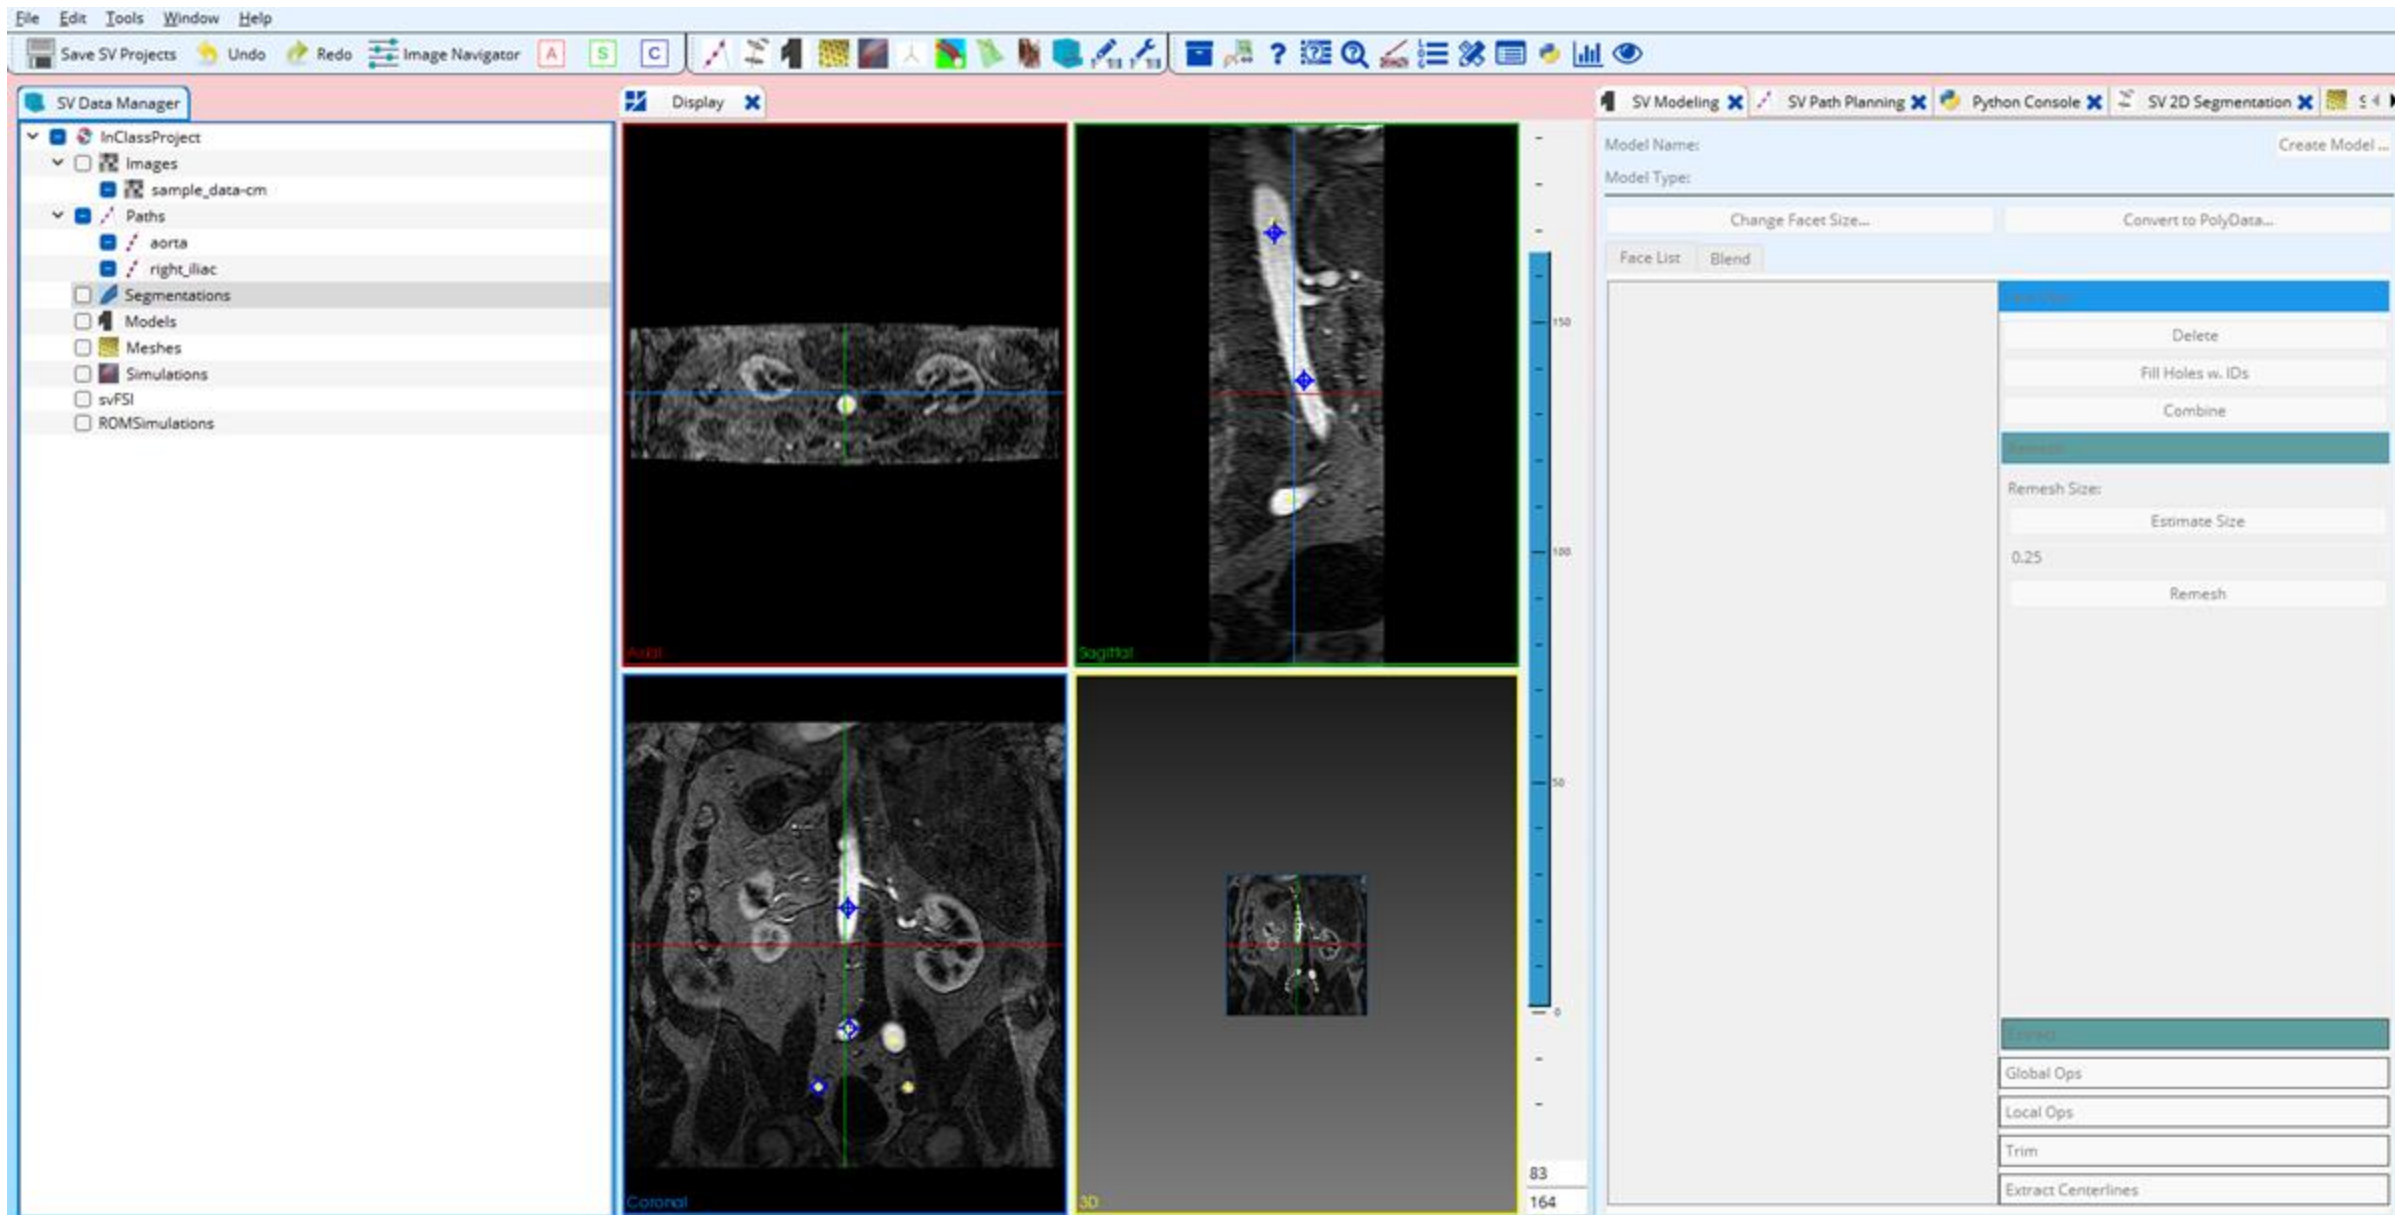 File Edit Tools Window Help
Save SV Projects Undo Redo Image Navigator A S C
SV Data Manager
InClassProject
Images
sample_data-cm
Paths
aorta
right_iliac
Segmentations
Models
Meshes
Simulations
svFSI
ROMSimulations
Display
Axial
Sagittal
Coronal
3D
150
100
50
0
83
164
SV Modeling SV Path Planning Python Console SV 2D Segmentation S
Model Name:
Create Model ...
Model Type:
Change Facet Size... Convert to PolyData...
Face List Blend
Delete
Fill Holes w. IDs
Combine
Remesh Size:
Estimate Size
0.25
Remesh
Global Ops
Local Ops
Trim
Extract Centerlines